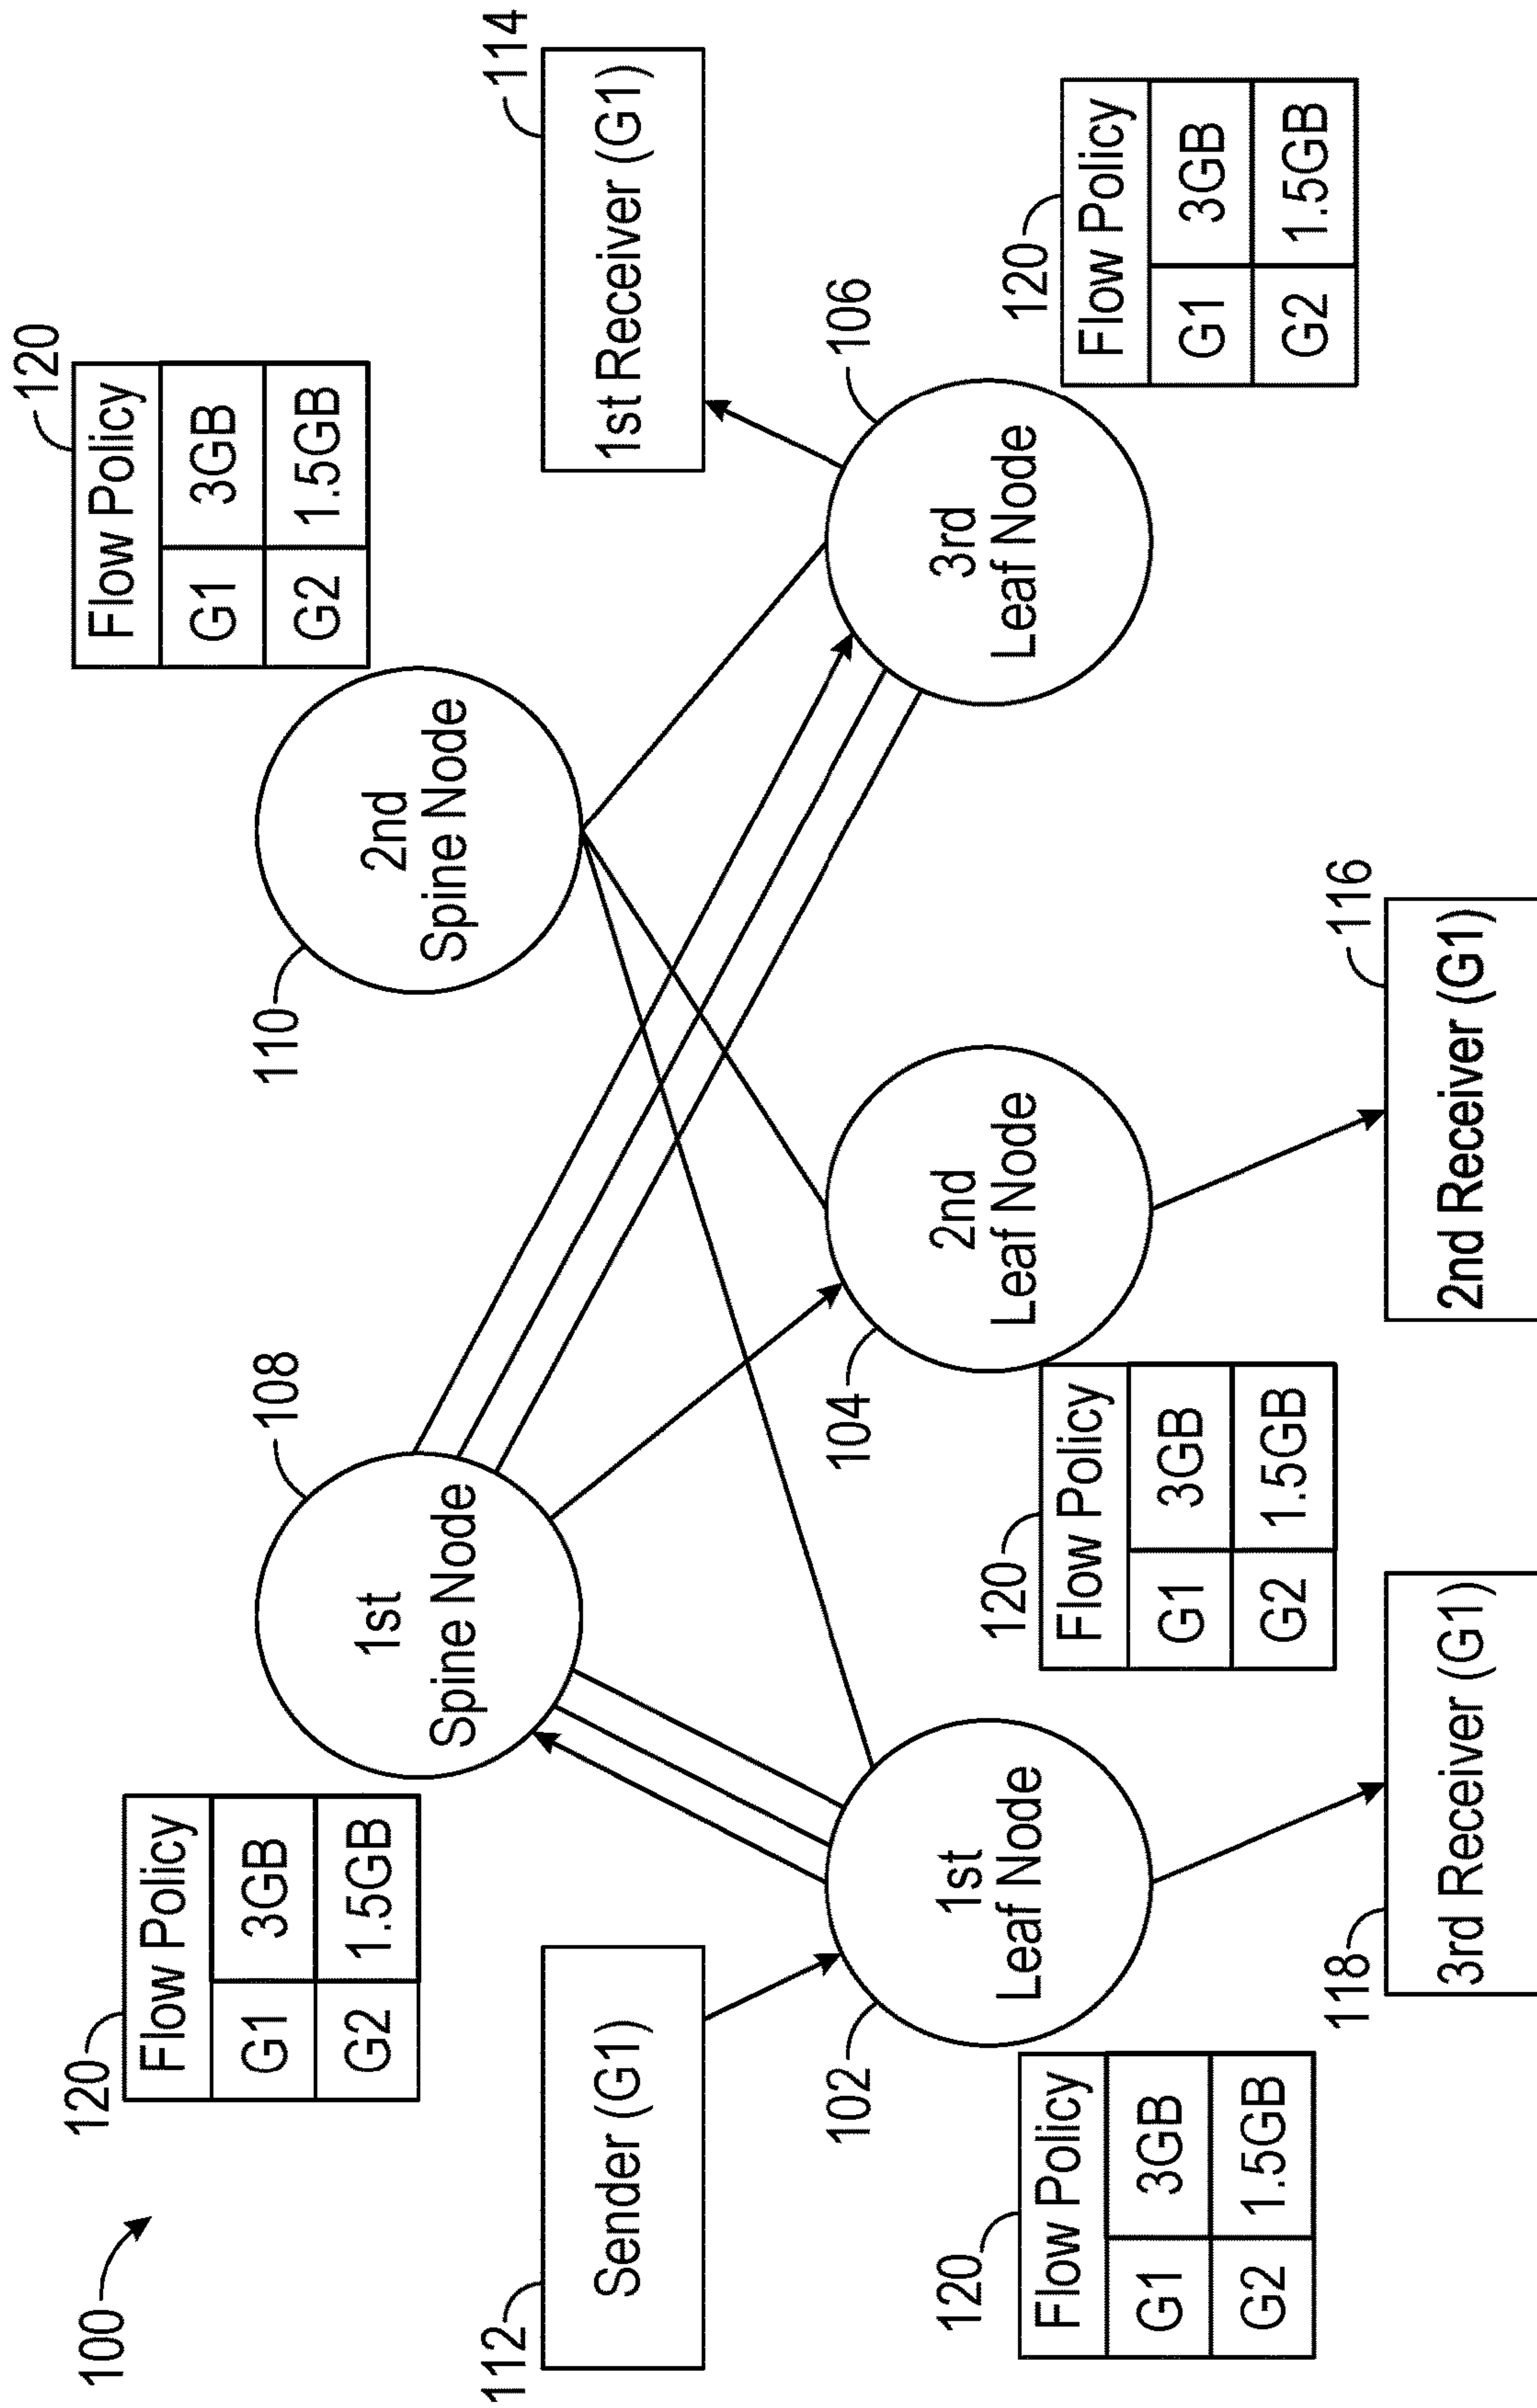 100
120
Flow Policy
G1 3GB
G2 1.5GB
108
1st
Spine Node
110
2nd
Spine Node
120
Flow Policy
G1 3GB
G2 1.5GB
112
Sender (G1)
114
1st Receiver (G1)
102
1st
Leaf Node
104
2nd
Leaf Node
106
3rd
Leaf Node
120
Flow Policy
G1 3GB
G2 1.5GB
120
Flow Policy
G1 3GB
G2 1.5GB
120
Flow Policy
G1 3GB
G2 1.5GB
118
3rd Receiver (G1)
116
2nd Receiver (G1)